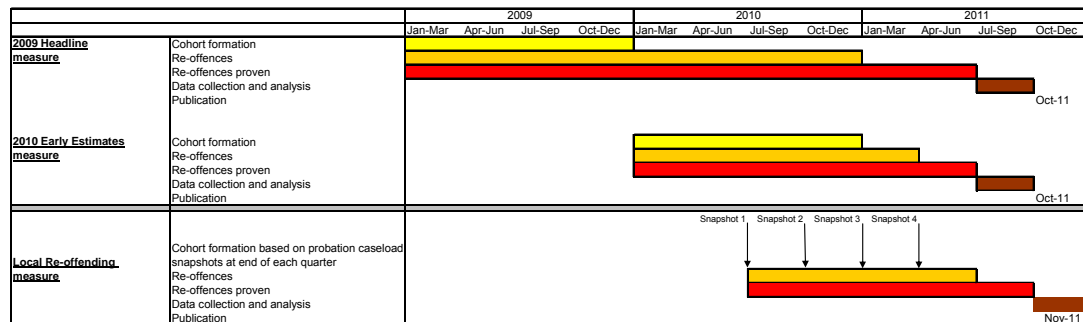 2009 2010 2011
Jan-Mar Apr-Jun Jul-Sep Oct-Dec Jan-Mar Apr-Jun Jul-Sep Oct-Dec Jan-Mar Apr-Jun Jul-Sep Oct-Dec
2009 Headline Cohort formation
measure Re-offences
Re-offences proven
Data collection and analysis
Publication Oct-11
2010 Early Estimates Cohort formation
measure Re-offences
Re-offences proven
Data collection and analysis
Publication Oct-11
Snapshot 1 Snapshot 2 Snapshot 3 Snapshot 4
Cohort formation based on probation caseload
Local Re-offending snapshots at end of each quarter
measure Re-offences
Re-offences proven
Data collection and analysis
Publication Nov-11